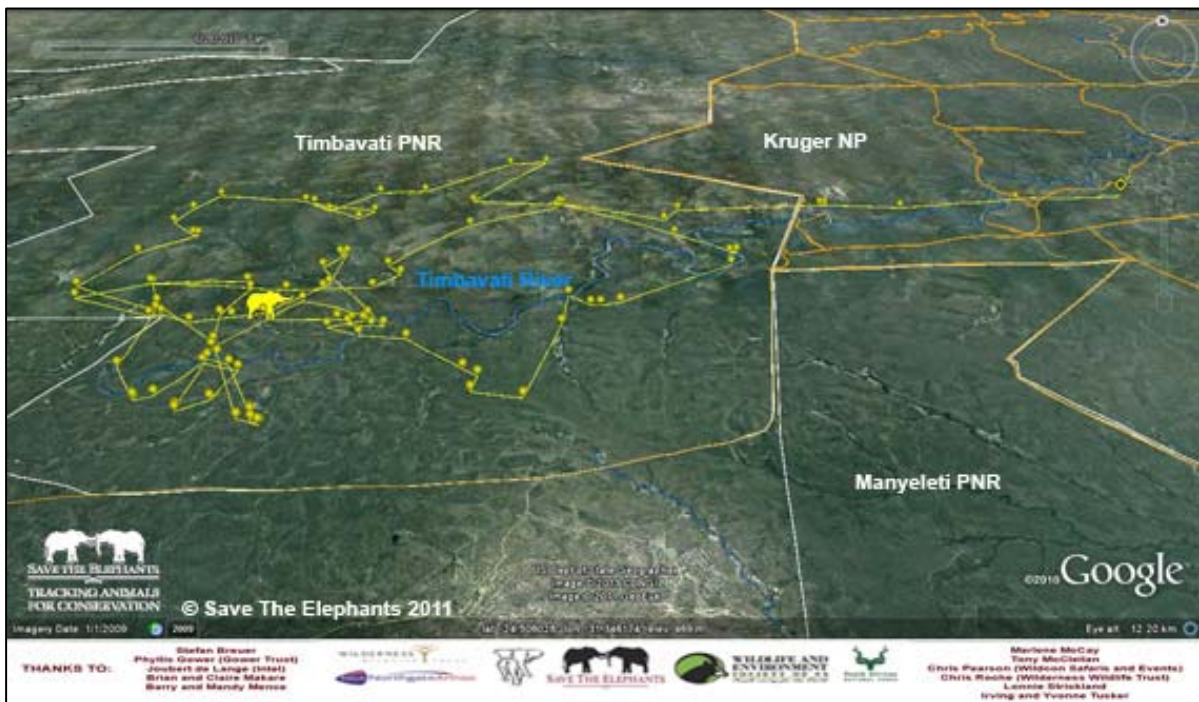 Timbavati PNR
Kruger NP
Timbavati River
Manyeleti PNR
SAVE THE ELEPHANTS
TRACKING ANIMALS
FOR CONSERVATION
© Save The Elephants 2011
©2010 Google
Imagery Date: 1/1/2009
2009
Eye alt 12.20 km
THANKS TO:
Stefan Breuer
Phyllis Gower (Gower Trust)
Joubert de Lange (Intel)
Brian and Claire Makare
Barry and Mandy Mence
WILDERNESS
SAVE THE ELEPHANTS
WILDLIFE AND
ENVIRONMENT
Marlene McCay
Tony McClellan
Chris Pearson (Wildcon Safaris and Events)
Chris Roche (Wilderness Wildlife Trust)
Lonnie Strickland
Irving and Yvonne Tusker